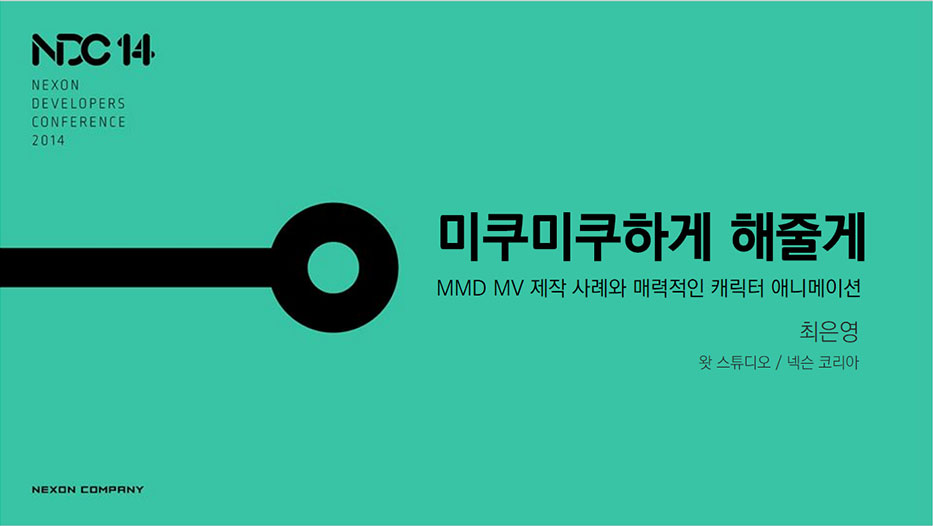 NDC 14
NEXON
DEVELOPERS
CONFERENCE
2014
미쿠미쿠하게 해줄게
MMD MV 제작 사례와 매력적인 캐릭터 애니메이션
최은영
왓 스튜디오 / 넥슨 코리아
NEXON COMPANY